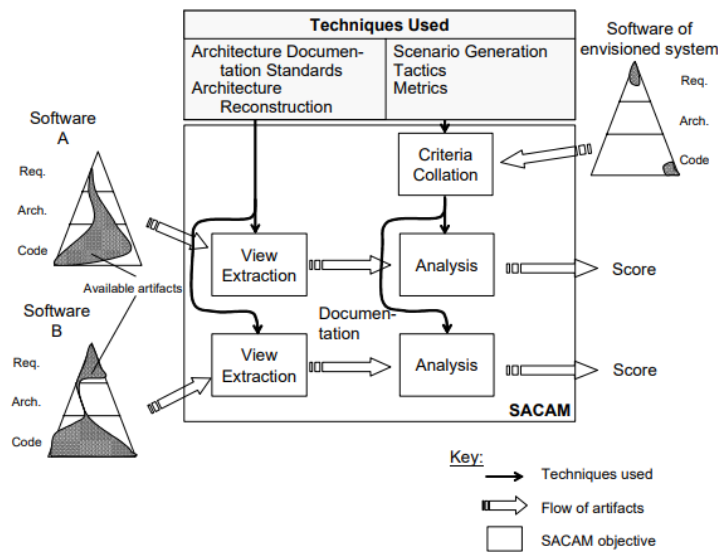 Techniques Used
Architecture Documen-
tation Standards
Architecture
Reconstruction
Scenario Generation
Tactics
Metrics
Software of
envisioned system
Req.
Arch.
Code
Software
A
Req.
Arch.
Code
Criteria
Collation
View
Extraction
Analysis
Score
Available artifacts
Software
B
Req.
Arch.
Code
Documen-
tation
View
Extraction
Analysis
Score
SACAM
Key:
Techniques used
Flow of artifacts
SACAM objective